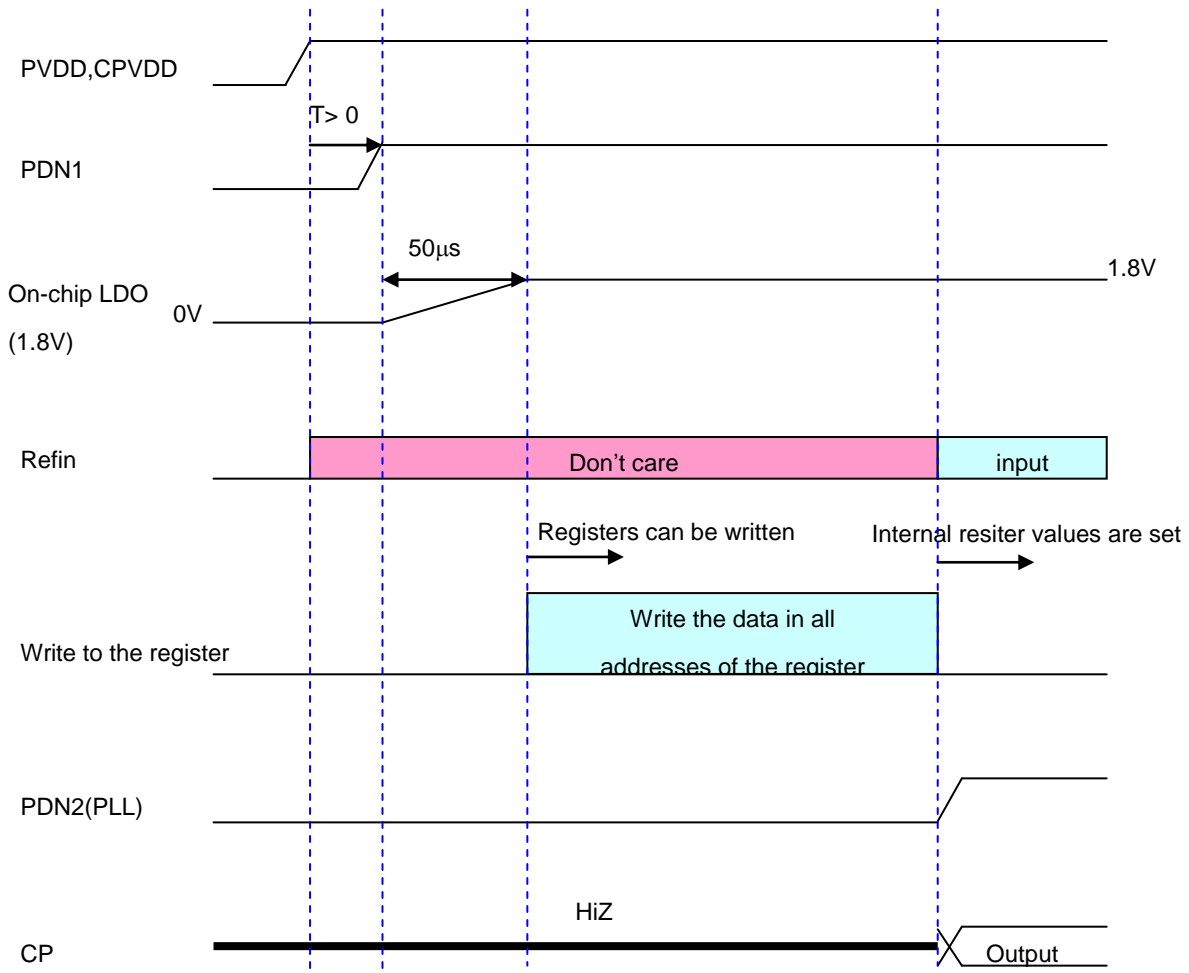 PVDD,CPVDD
T> 0
PDN1
50μs
1.8V
On-chip LDO
0V
(1.8V)
Refin
Don't care
input
Registers can be written
Internal resiter values are set
Write the data in all
Write to the register
addresses of the register
PDN2(PLL)
HiZ
CP
Output